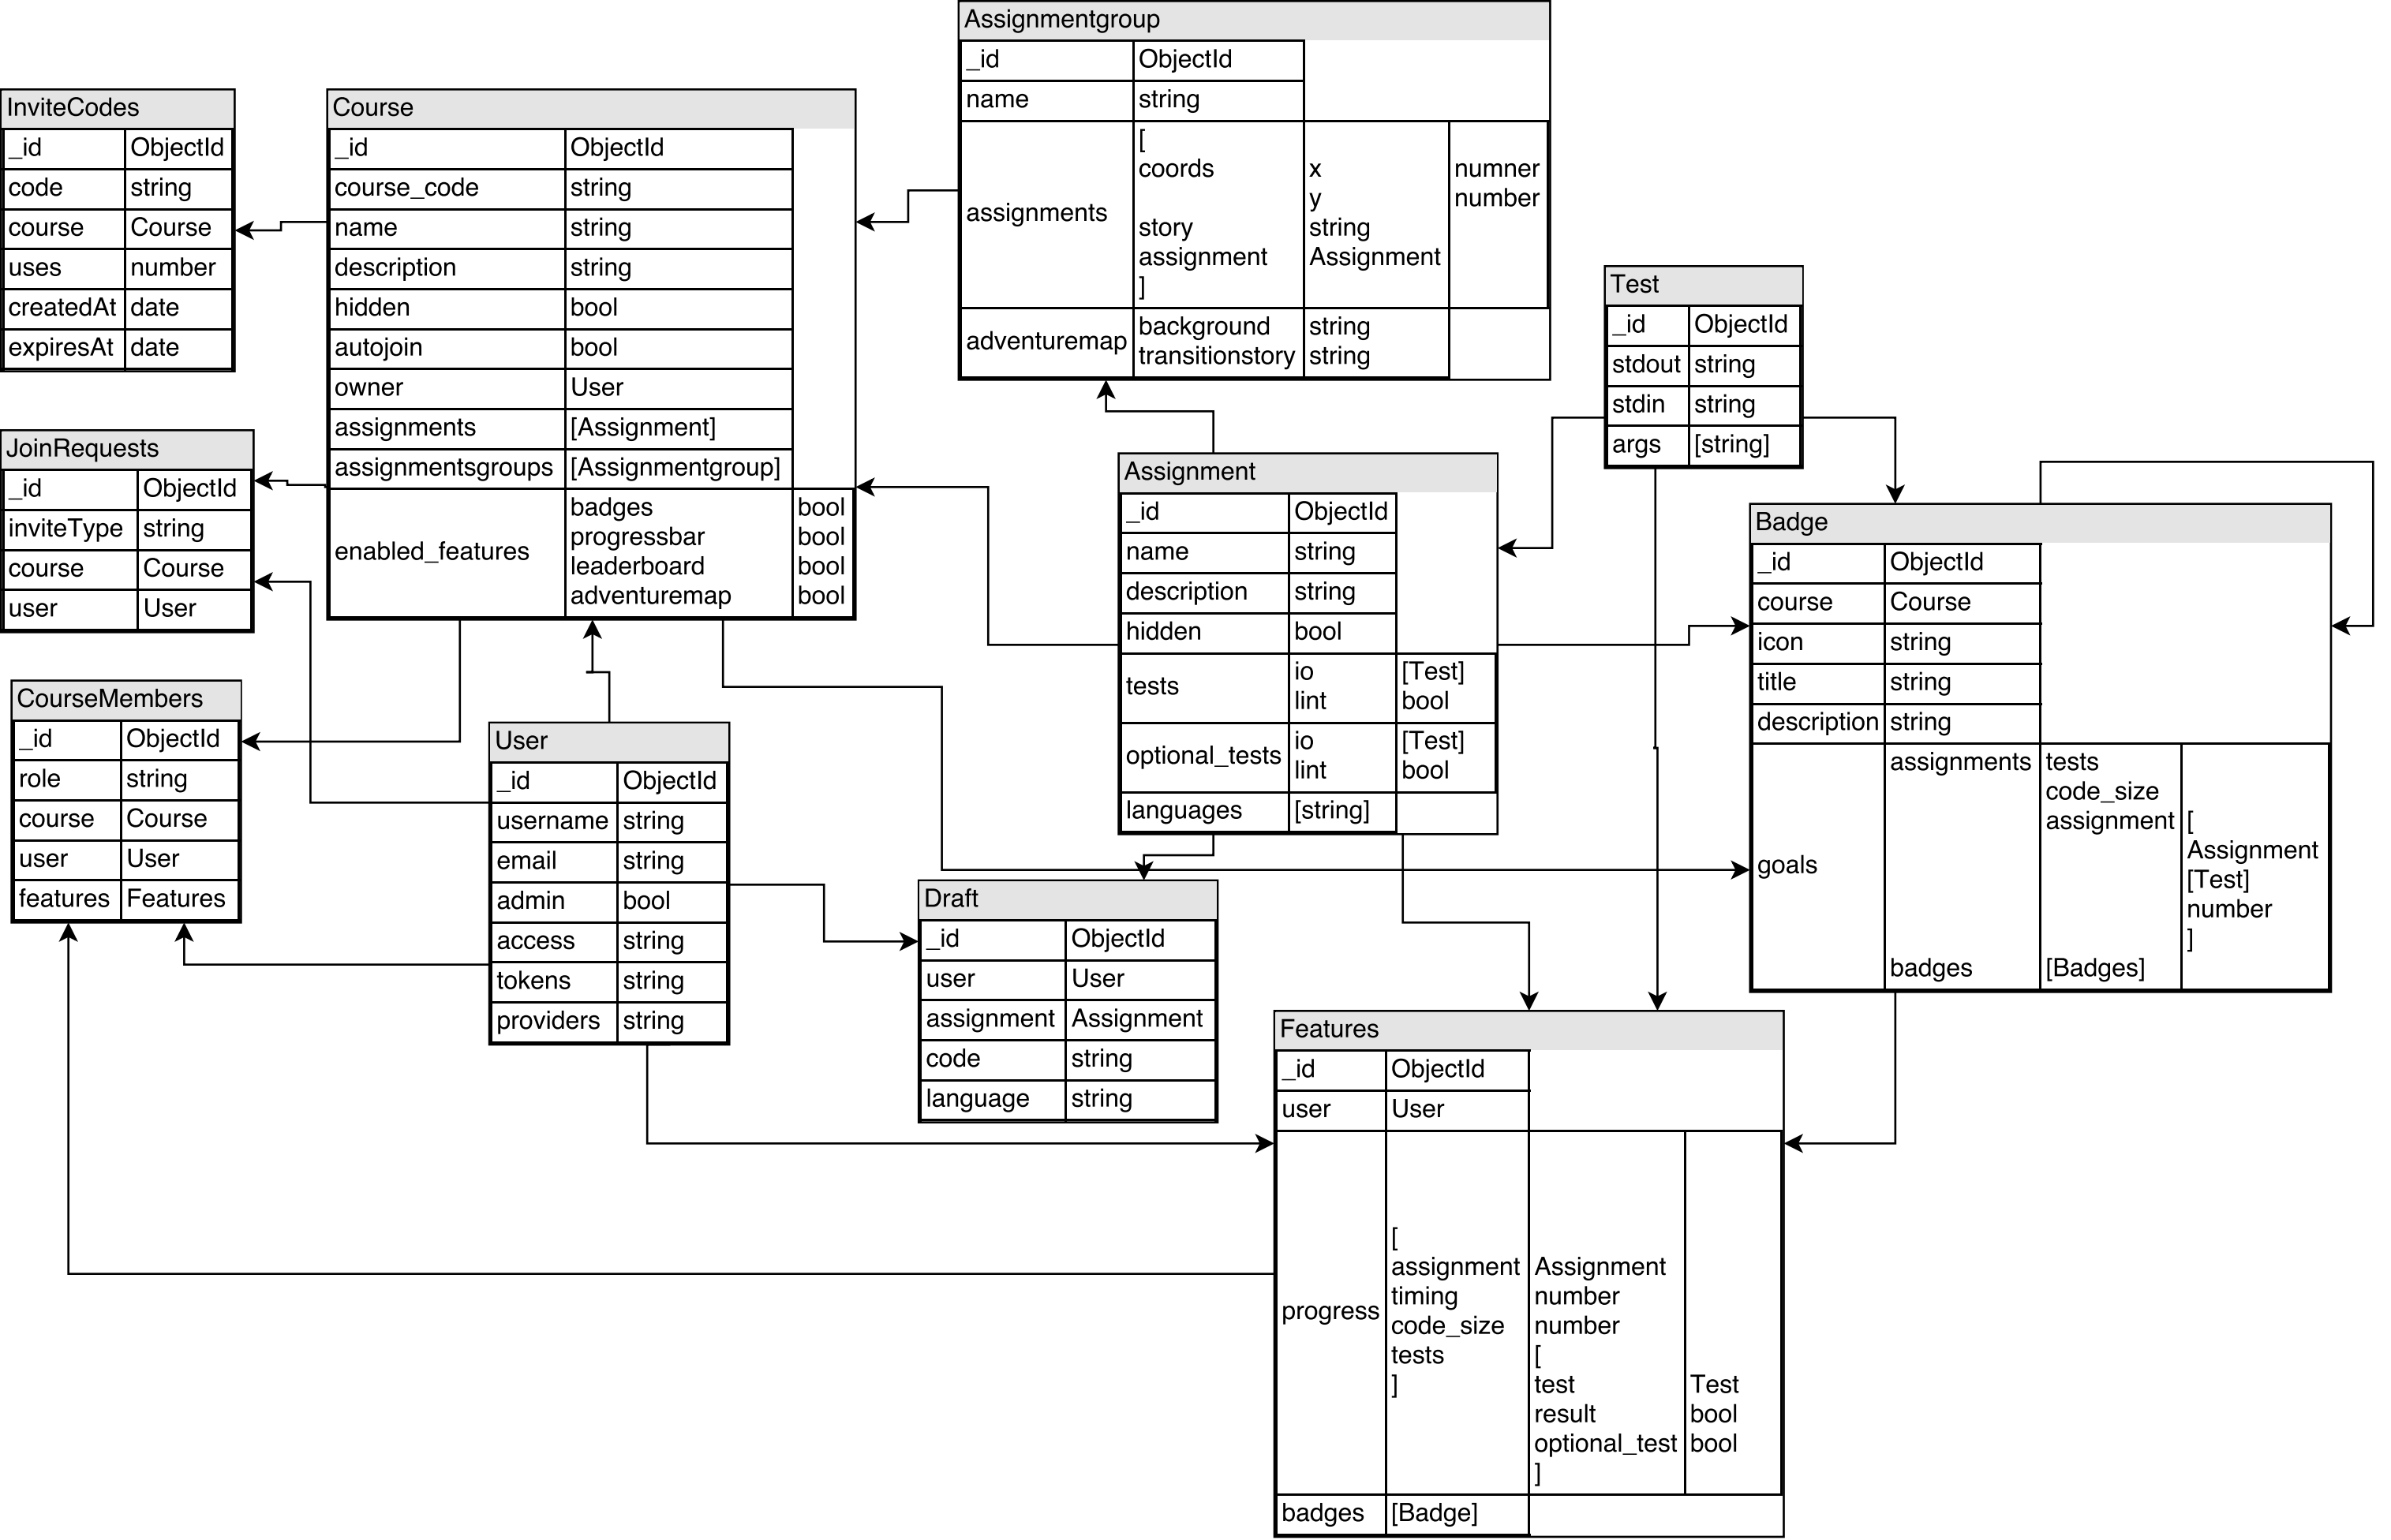 Assignmentgroup
_id ObjectId
name string
assignments
[
coords x numner
y number
story string
assignment Assignment
]
adventuremap
background string
transitionstory string
InviteCodes
_id ObjectId
code string
course Course
uses number
createdAt date
expiresAt date
Course
_id ObjectId
course_code string
name string
description string
hidden bool
autojoin bool
owner User
assignments [Assignment]
assignmentsgroups [Assignmentgroup]
enabled_features
badges bool
progressbar bool
leaderboard bool
adventuremap bool
Test
_id ObjectId
stdout string
stdin string
args [string]
JoinRequests
_id ObjectId
inviteType string
course Course
user User
Assignment
_id ObjectId
name string
description string
hidden bool
tests
io [Test]
lint bool
optional_tests
io [Test]
lint bool
languages [string]
Badge
_id ObjectId
course Course
icon string
title string
description string
goals
assignments tests
code_size
assignment [
Assignment
[Test]
number
]
badges [Badges]
CourseMembers
_id ObjectId
role string
course Course
user User
features Features
User
_id ObjectId
username string
email string
admin bool
access string
tokens string
providers string
Draft
_id ObjectId
user User
assignment Assignment
code string
language string
Features
_id ObjectId
user User
progress
[
assignment Assignment
timing number
code_size number
tests [
] test Test
result bool
optional_test bool
]
badges [Badge]